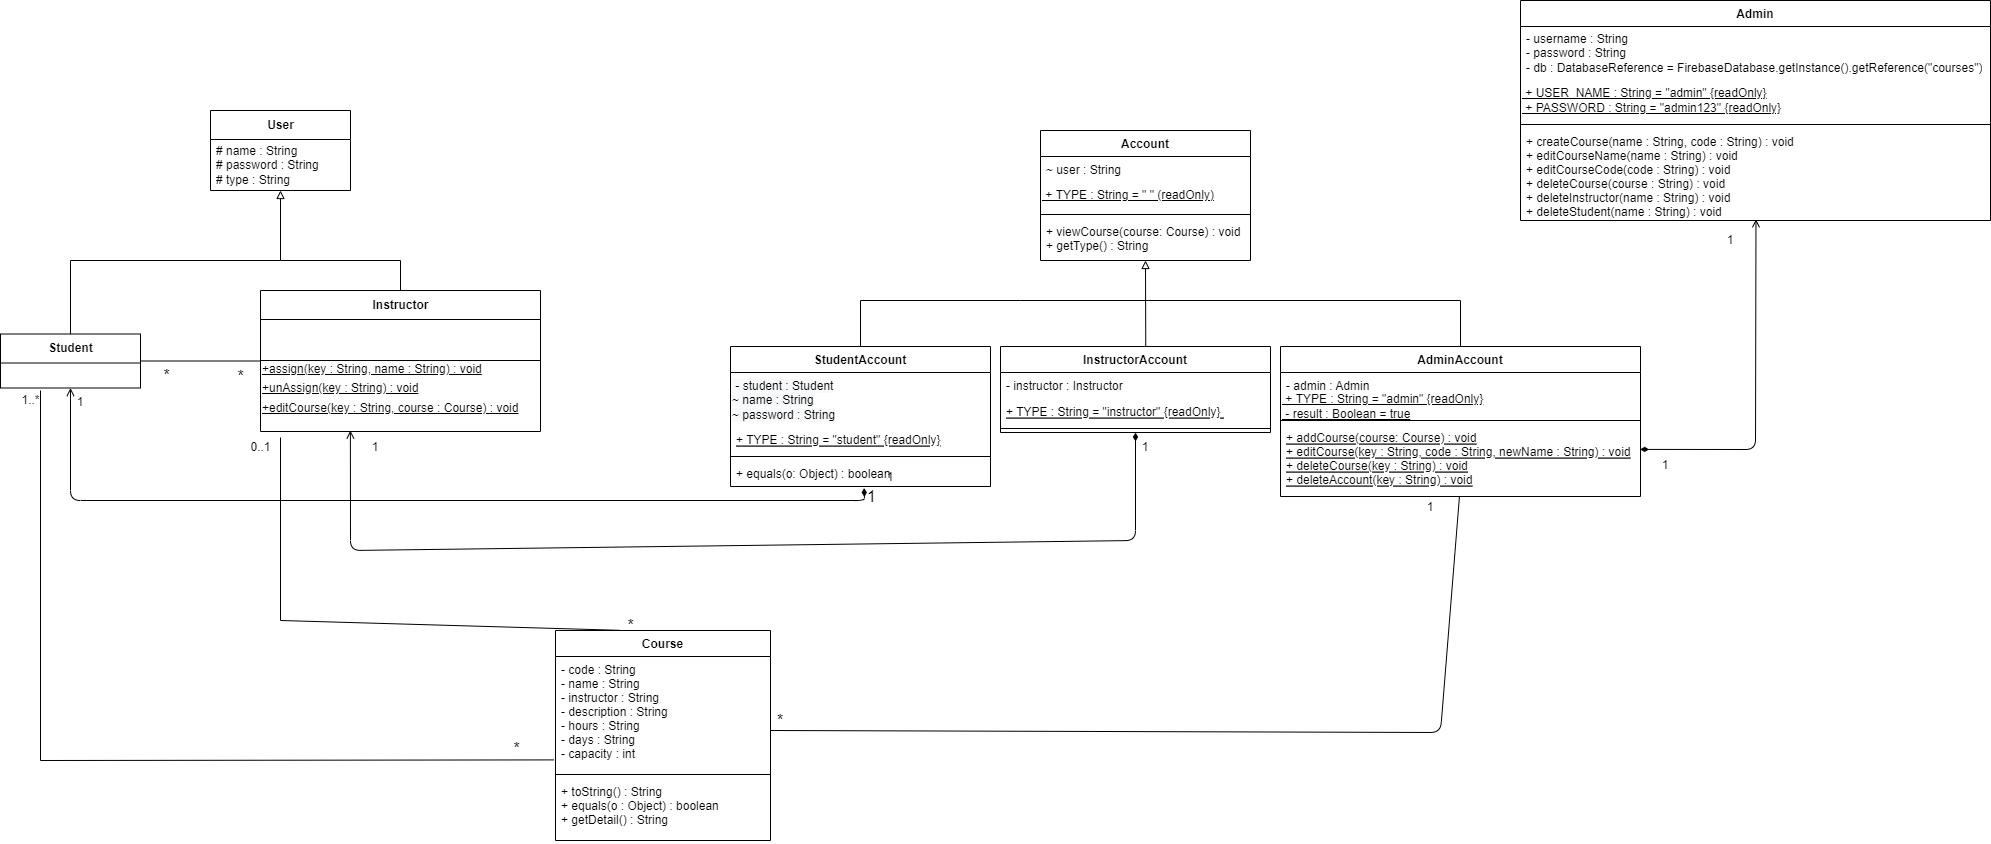 Admin
- username : String
- password : String
- db : DatabaseReference = FirebaseDatabase.getInstance().getReference("courses")
+ USER_NAME : String = "admin" {readOnly}
+ PASSWORD : String = "admin123" {readOnly}
+ createCourse(name : String, code : String) : void
+ editCourseName(name : String) : void
+ editCourseCode(code : String) : void
+ deleteCourse(course : String) : void
+ deleteInstructor(name : String) : void
+ deleteStudent(name : String) : void
1
User
# name : String
# password : String
# type : String
Account
~ user : String
+ TYPE : String = " " (readOnly)
+ viewCourse(course: Course) : void
+ getType() : String
Student
* *
1..*
1
Instructor
+assign(key : String, name : String) : void
+unAssign(key : String) : void
+editCourse(key : String, course : Course) : void
0..1
1
StudentAccount
- student : Student
~ name : String
~ password : String
+ TYPE : String = "student" {readOnly}
+ equals(o: Object) : boolean¶
1
InstructorAccount
- instructor : Instructor
+ TYPE : String = "instructor" {readOnly}
1
AdminAccount
- admin : Admin
+ TYPE : String = "admin" {readOnly}
- result : Boolean = true
+ addCourse(course: Course) : void
+ editCourse(key : String, code : String, newName : String) : void
+ deleteCourse(key : String) : void
+ deleteAccount(key : String) : void
1
1
*
Course
- code : String
- name : String
- instructor : String
- description : String
- hours : String
- days : String
- capacity : int
+ toString() : String
+ equals(o : Object) : boolean
+ getDetail() : String
*
*